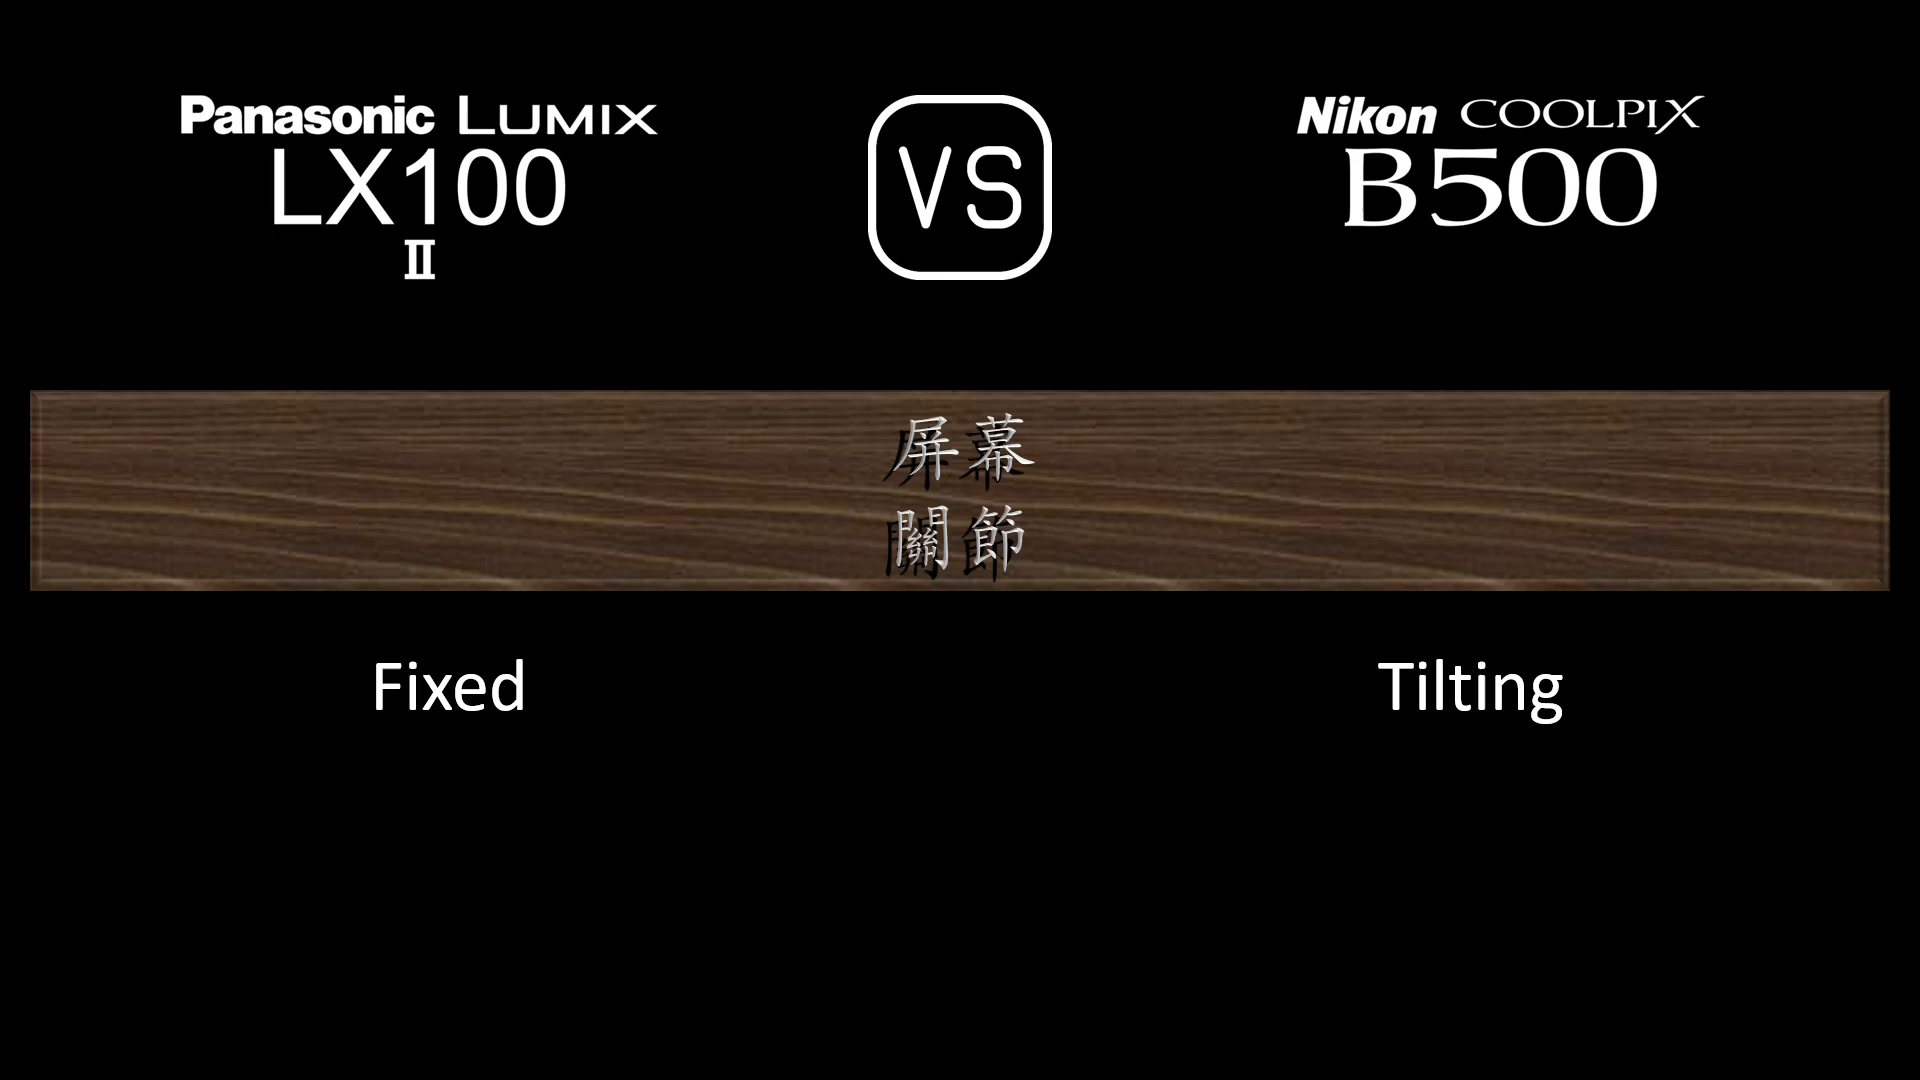 Panasonic LUMIX
LX100
II
VS
Nikon COOLPIX
B500
屏幕
關節
Fixed
Tilting